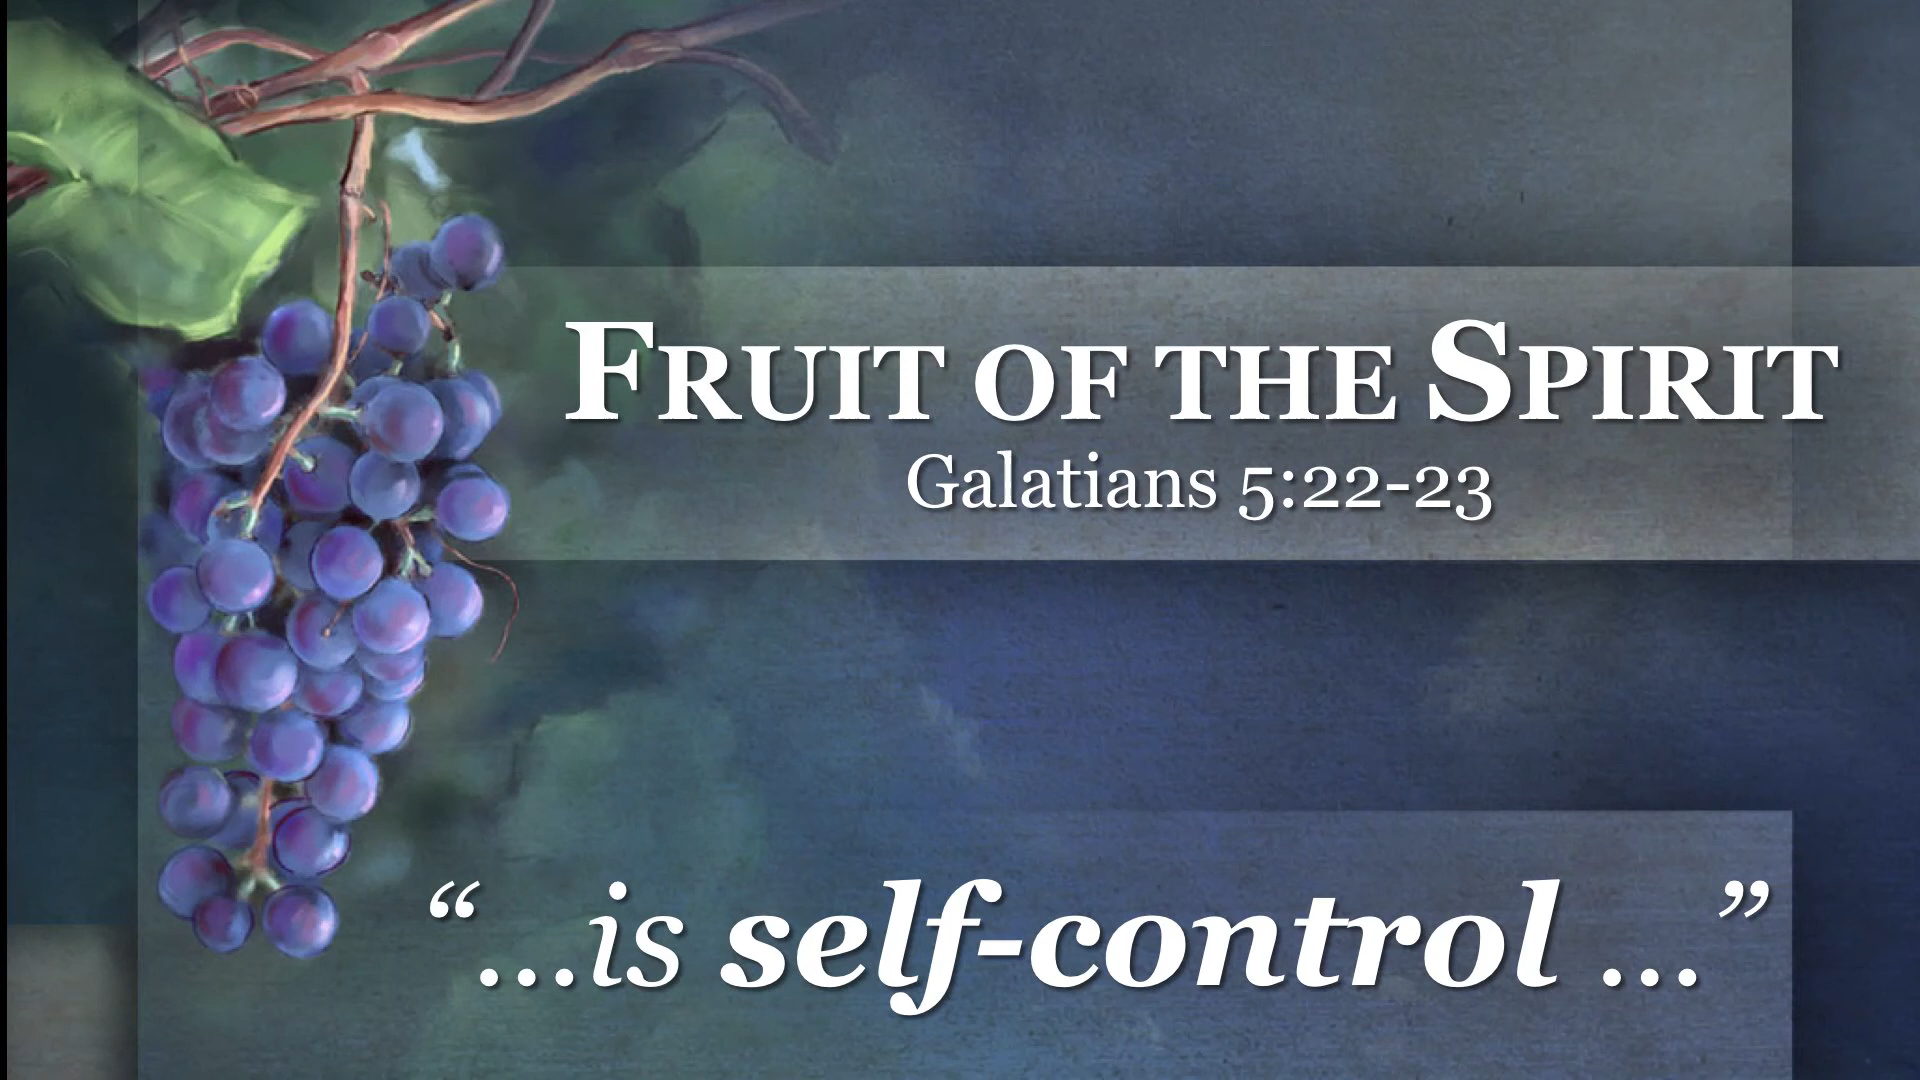 FRUIT OF THE SPIRIT
Galatians 5:22-23
“...is self-control ...”